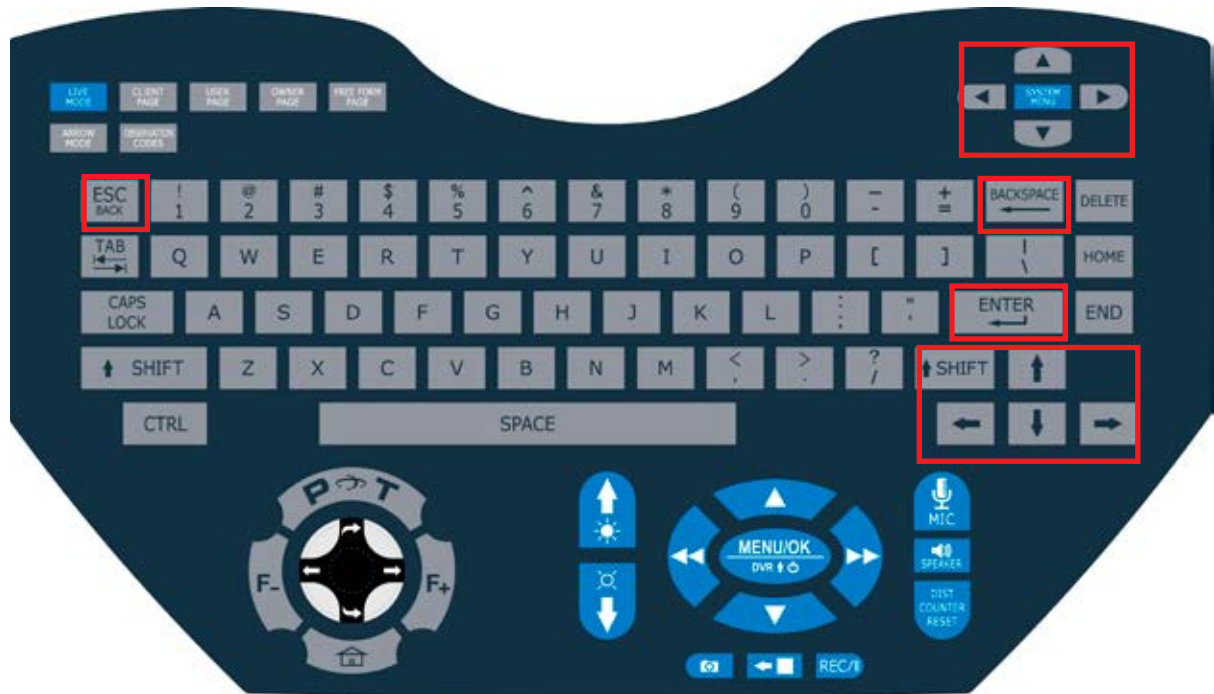 LIVE MODE
CLIENT PAGE
USER PAGE
OWNER PAGE
FREE FORM PAGE
ARROW MODE
OBSERVATION CODES
SYSTEM MENU
ESC BACK
! 1
@ 2
# 3
$ 4
% 5
^ 6
& 7
* 8
( 9
) 0
_ -
+ =
BACKSPACE
DELETE
TAB
Q W E R T Y U I O P [ ] | \
HOME
CAPS LOCK
A S D F G H J K L : ; " '
ENTER
END
SHIFT
Z X C V B N M < , > . ? /
SHIFT
CTRL
SPACE
P T
F- F+
MENU/OK
DVR
MIC
SPEAKER
DIST COUNTER RESET
REC/II